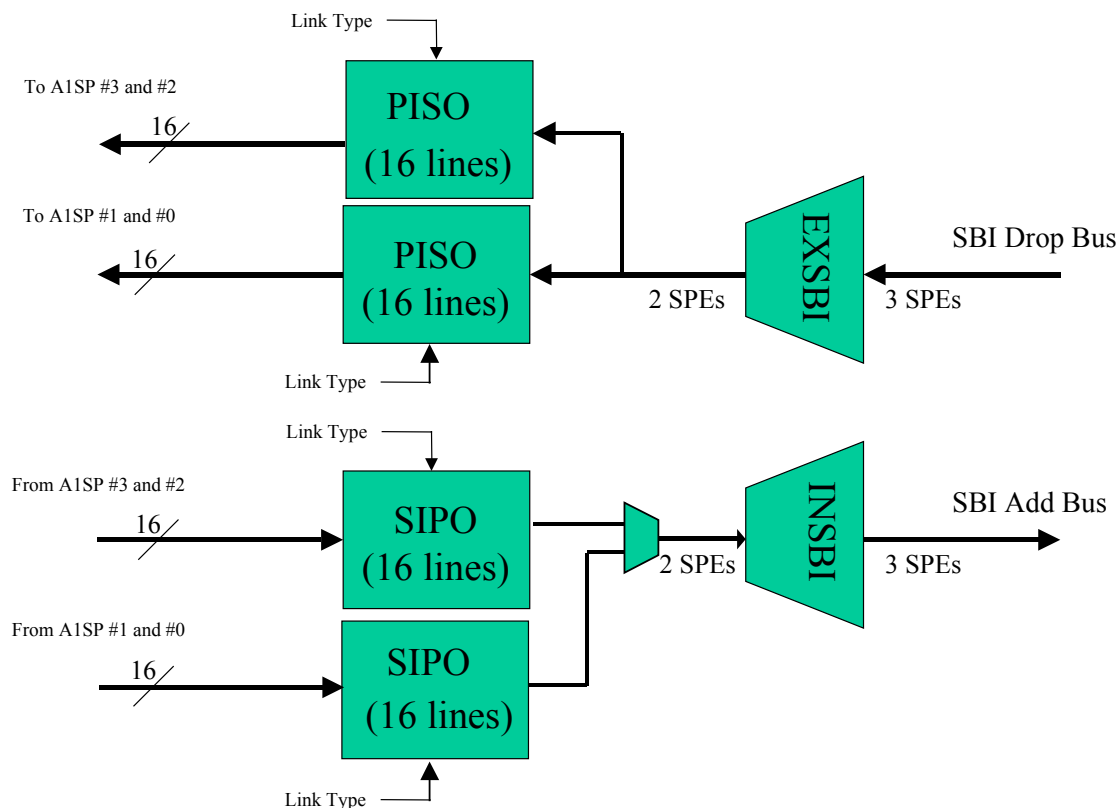 Link Type
To A1SP #3 and #2
16
PISO
(16 lines)
To A1SP #1 and #0
16
PISO
(16 lines)
2 SPEs
EXSBI
SBI Drop Bus
3 SPEs
Link Type
Link Type
From A1SP #3 and #2
16
SIPO
(16 lines)
2 SPEs
INSBI
SBI Add Bus
3 SPEs
From A1SP #1 and #0
16
SIPO
(16 lines)
Link Type